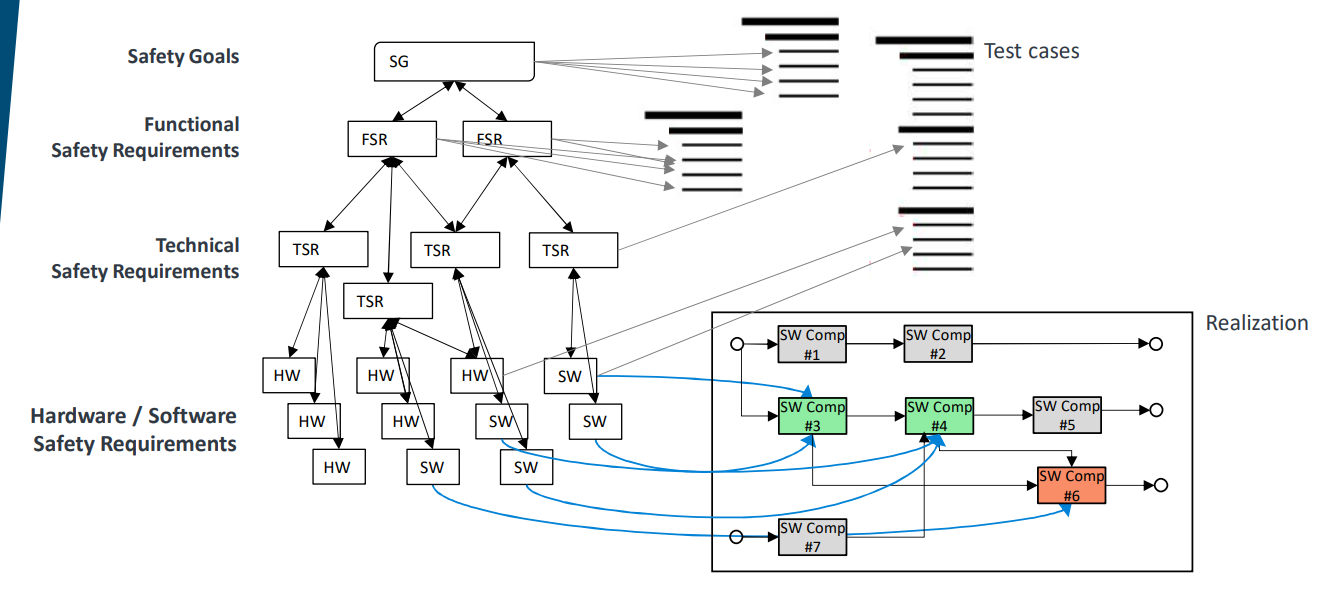 Safety Goals
SG
Test cases
Functional
Safety Requirements
FSR
FSR
Technical
Safety Requirements
TSR
TSR
TSR
TSR
Realization
Hardware / Software
Safety Requirements
HW
HW
HW
SW
HW
HW
SW
SW
HW
SW
SW
SW Comp
#1
SW Comp
#2
SW Comp
#3
SW Comp
#4
SW Comp
#5
SW Comp
#6
SW Comp
#7